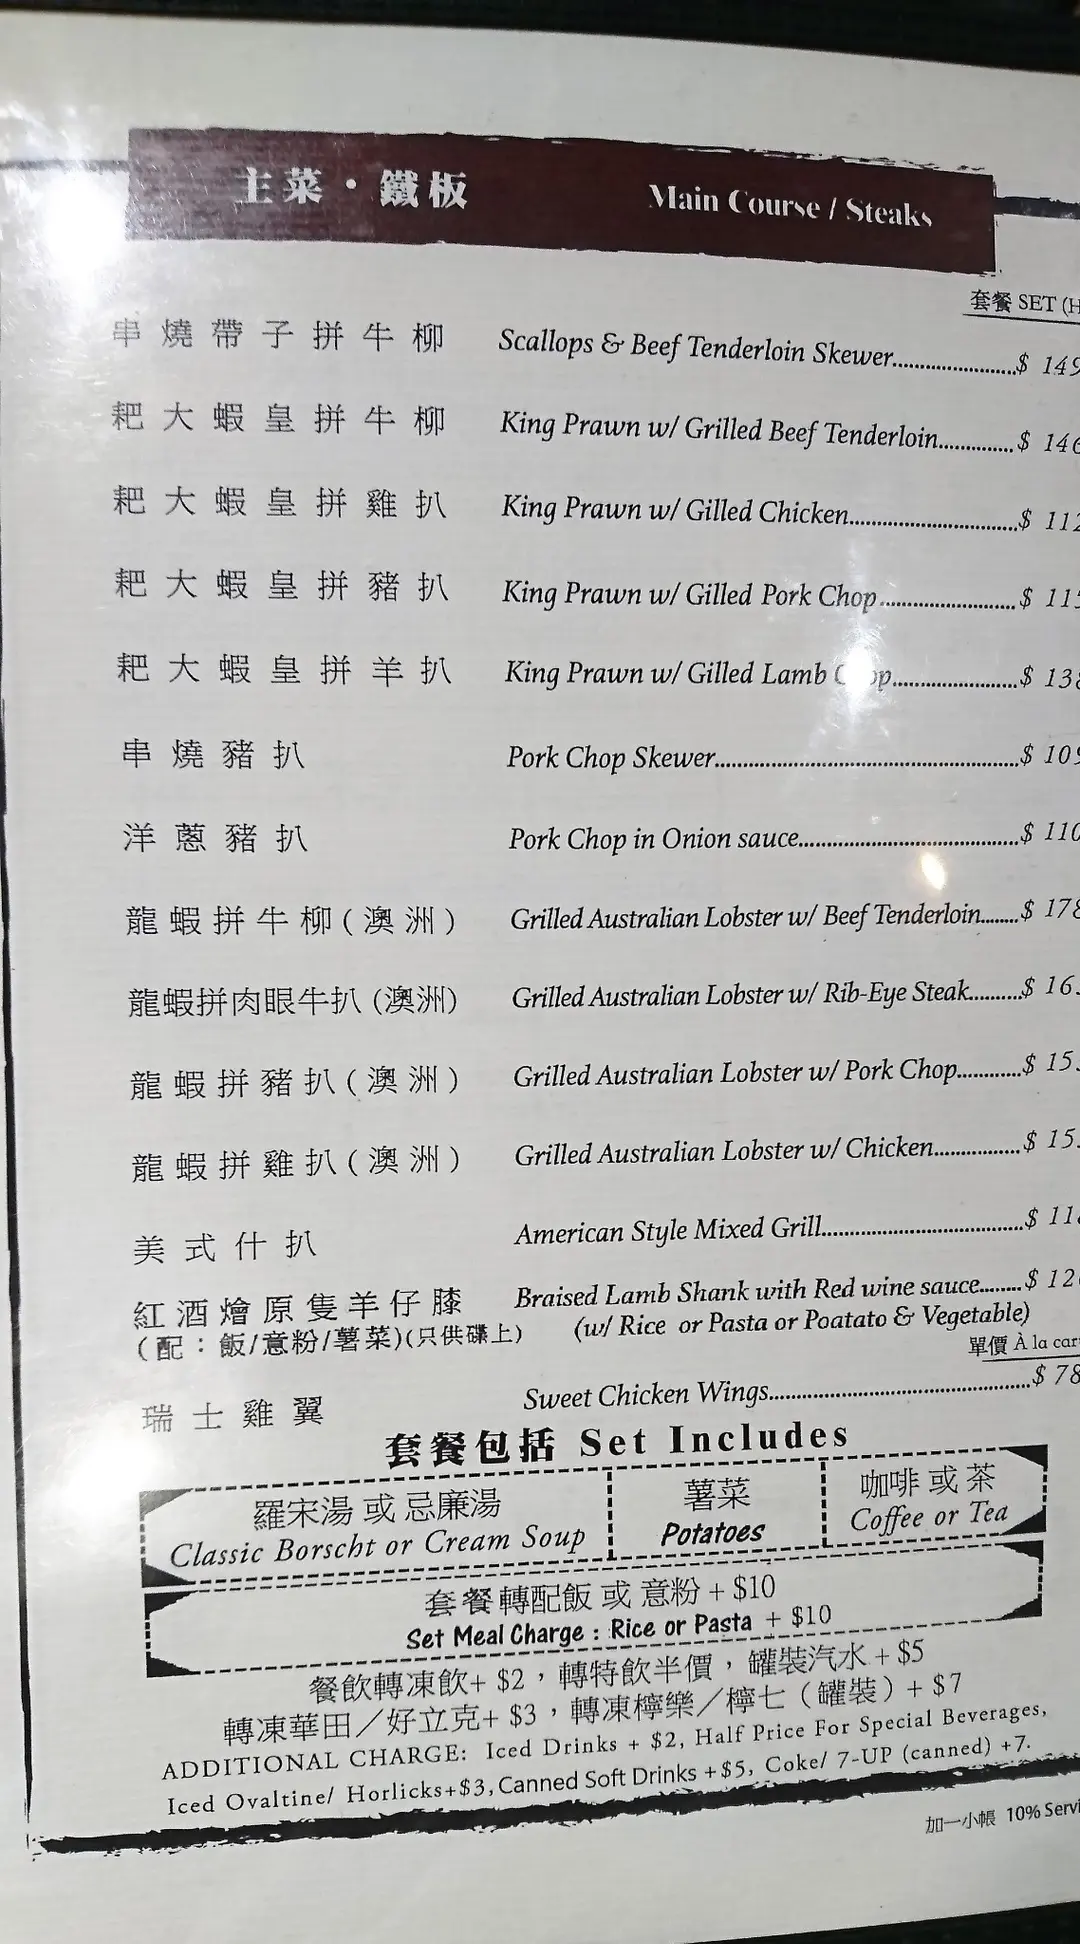 主菜・鐵板 Main Course / Steaks
套餐 SET
串燒帶子拼牛柳 Scallops & Beef Tenderloin Skewer $ 149
耙大蝦皇拼牛柳 King Prawn w/ Grilled Beef Tenderloin $ 146
耙大蝦皇拼雞扒 King Prawn w/ Gilled Chicken $ 112
耙大蝦皇拼豬扒 King Prawn w/ Gilled Pork Chop $ 115
耙大蝦皇拼羊扒 King Prawn w/ Gilled Lamb $ 138
串燒豬扒 Pork Chop Skewer $ 109
洋蔥豬扒 Pork Chop in Onion sauce $ 110
龍蝦拼牛柳(澳洲) Grilled Australian Lobster w/ Beef Tenderloin $ 178
龍蝦拼肉眼牛扒(澳洲) Grilled Australian Lobster w/ Rib-Eye Steak $
龍蝦拼豬扒(澳洲) Grilled Australian Lobster w/ Pork Chop $
龍蝦拼雞扒(澳洲) Grilled Australian Lobster w/ Chicken $
美式什扒 American Style Mixed Grill $
紅酒燴原隻羊仔膝 Braised Lamb Shank with Red wine sauce $
(配：飯/意粉/薯菜)(只供碟上) (w/ Rice or Pasta or Poatato & Vegetable)
單價 À la
瑞士雞翼 Sweet Chicken Wings $ 78
套餐包括 Set Includes
羅宋湯 或 忌廉湯
Classic Borscht or Cream Soup
薯菜
Potatoes
咖啡 或 茶
Coffee or Tea
套餐轉配飯 或 意粉 + $10
Set Meal Charge : Rice or Pasta + $10
餐飲轉凍飲+ $2，轉特飲半價，罐裝汽水 + $5
轉凍華田／好立克+ $3，轉凍檸樂／檸七（罐裝）+ $7
ADDITIONAL CHARGE: Iced Drinks + $2, Half Price For Special Beverages,
Iced Ovaltine/ Horlicks+$3, Canned Soft Drinks +$5, Coke/ 7-UP (canned) +7.
加一小帳 10%